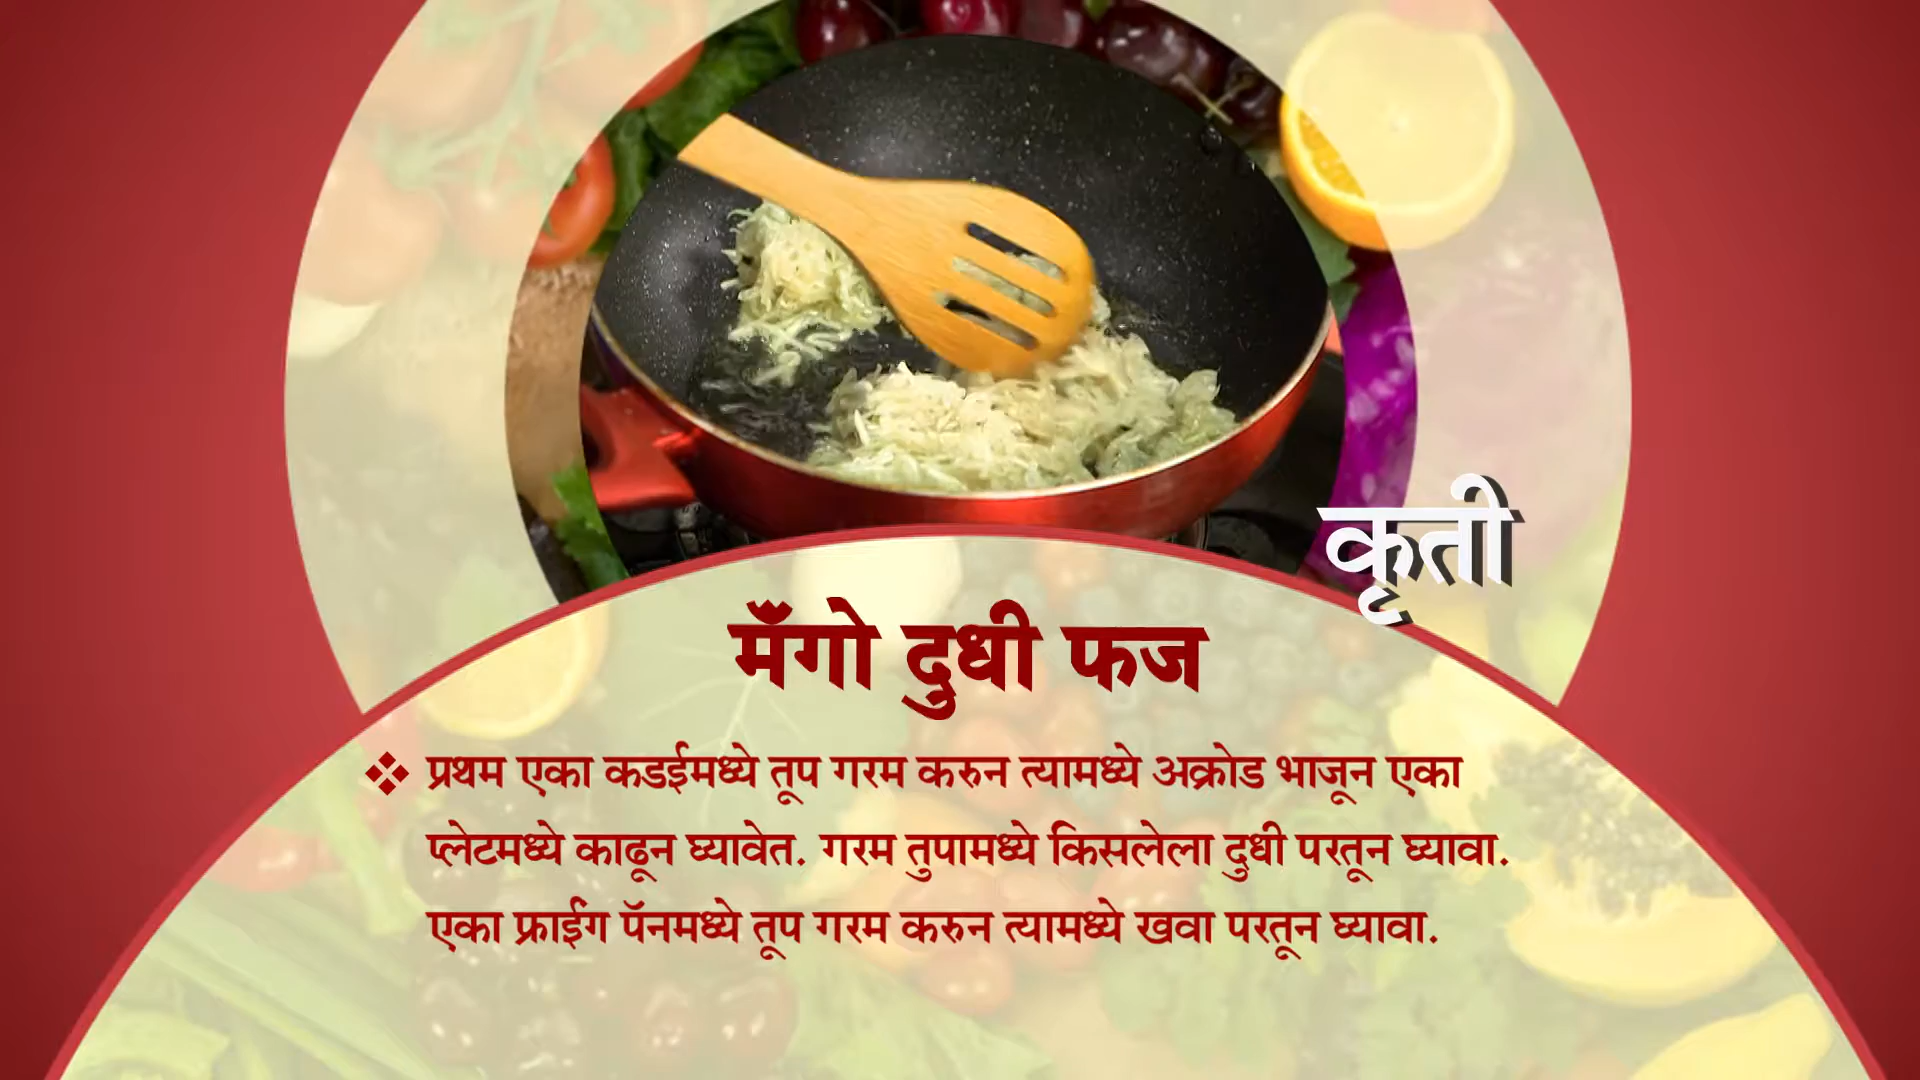 कृती
मँगो दुधी फज
❖ प्रथम एका कडईमध्ये तूप गरम करुन त्यामध्ये अक्रोड भाजून एका
प्लेटमध्ये काढून घ्यावेत. गरम तुपामध्ये किसलेला दुधी परतून घ्यावा.
एका फ्राईंग पॅनमध्ये तूप गरम करुन त्यामध्ये खवा परतून घ्यावा.